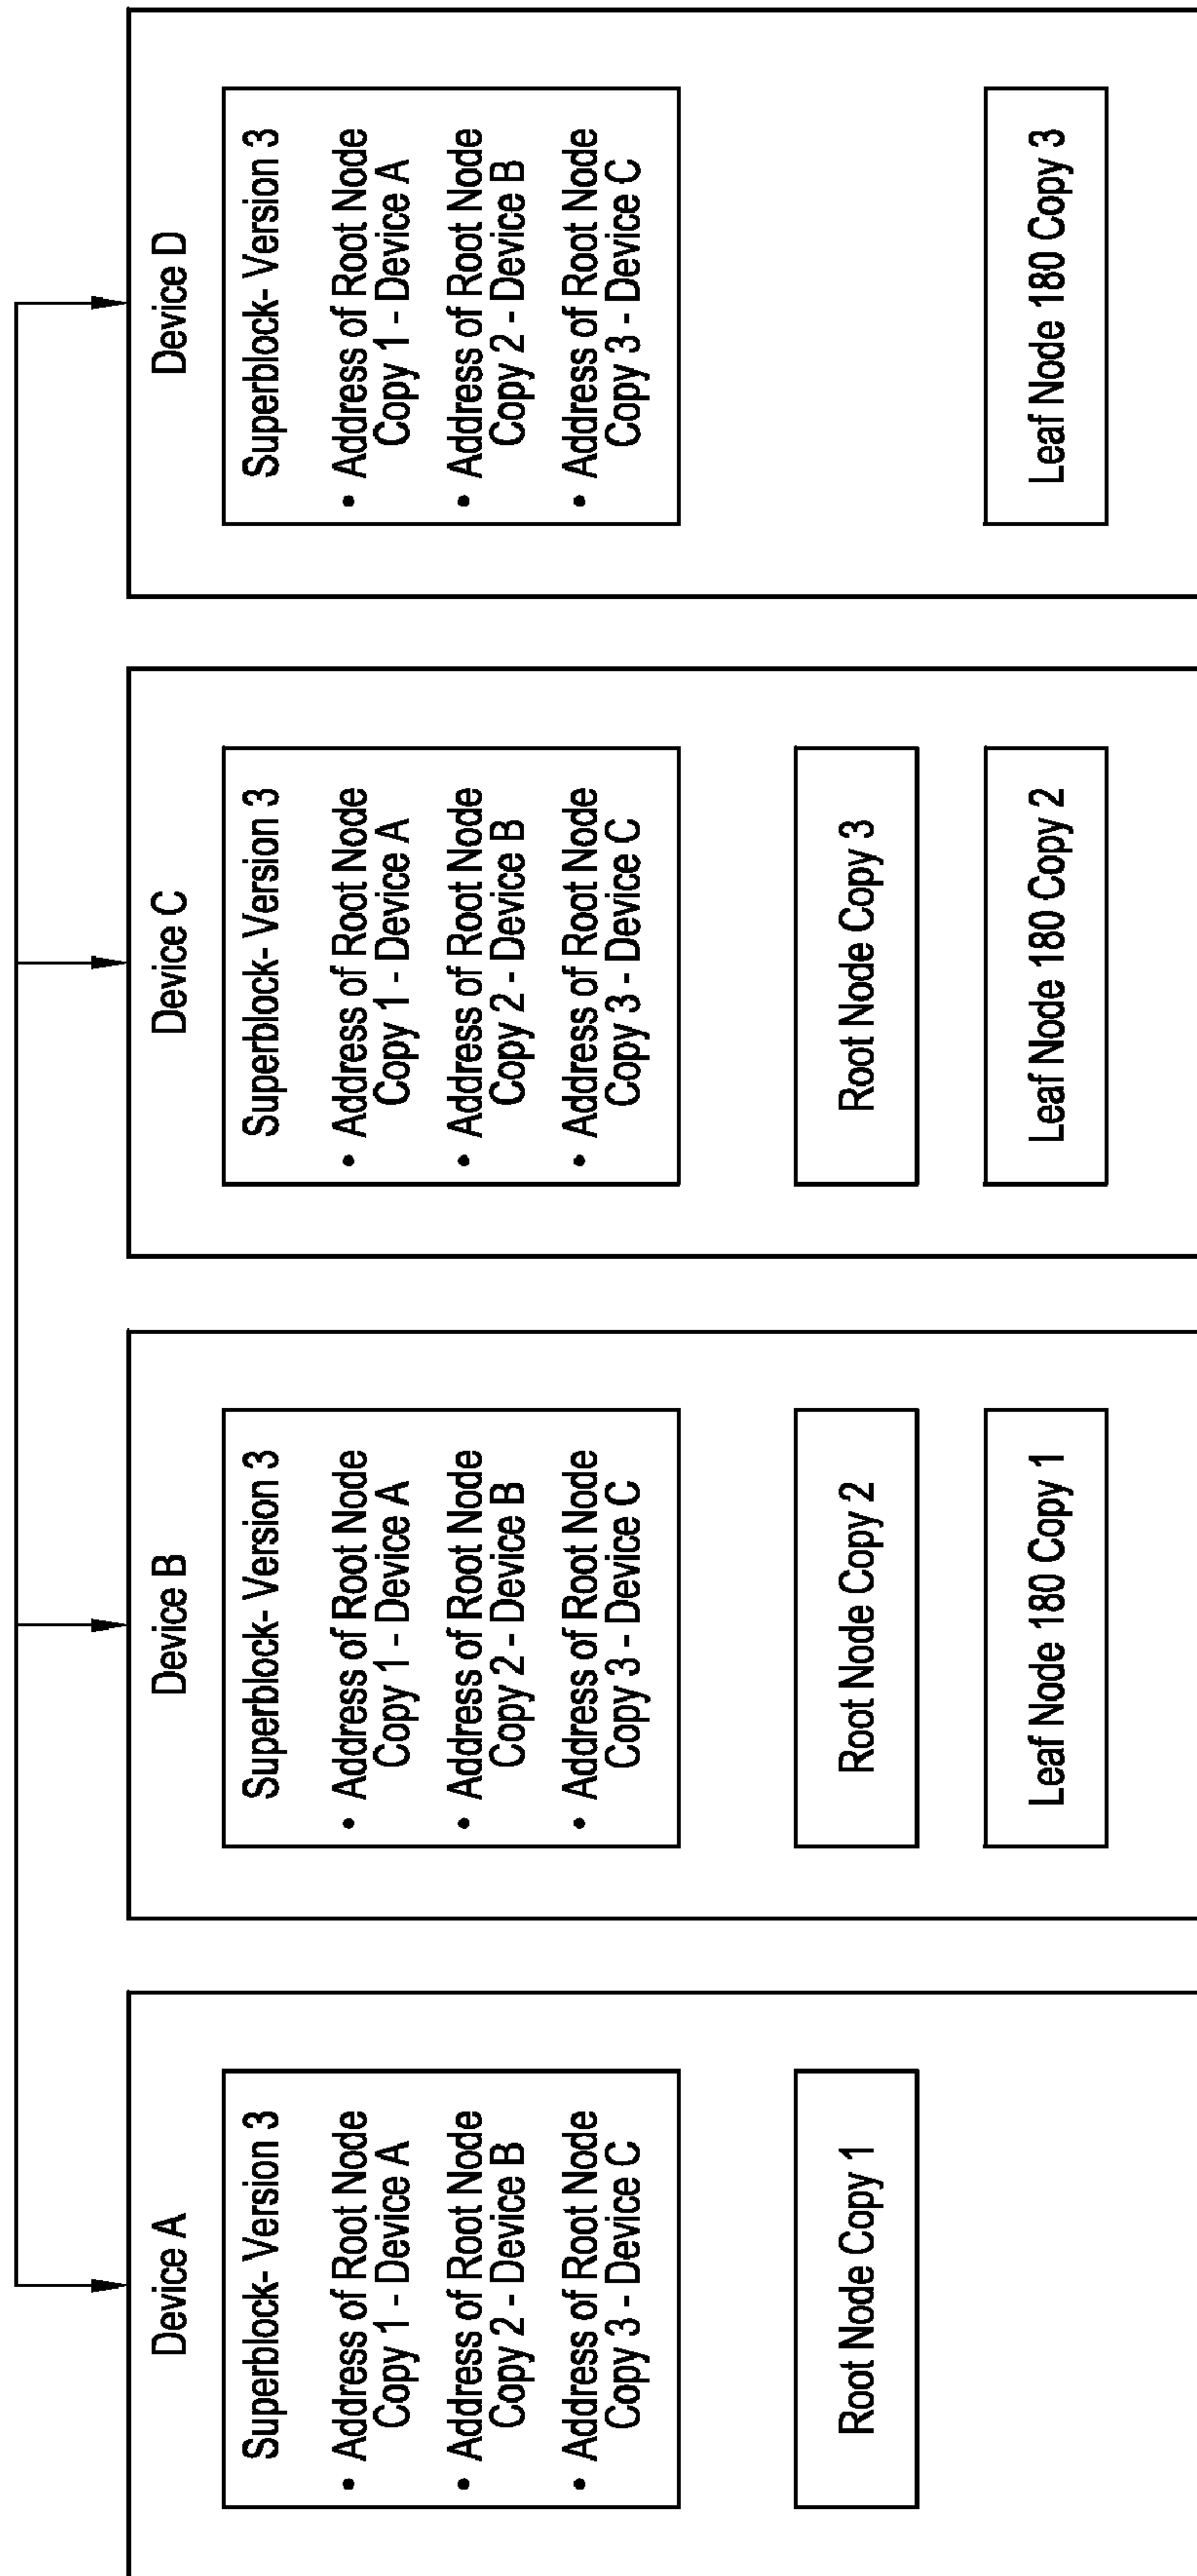 Device A
Superblock- Version 3
• Address of Root Node
Copy 1 - Device A
• Address of Root Node
Copy 2 - Device B
• Address of Root Node
Copy 3 - Device C
Root Node Copy 1
Device B
Superblock- Version 3
• Address of Root Node
Copy 1 - Device A
• Address of Root Node
Copy 2 - Device B
• Address of Root Node
Copy 3 - Device C
Root Node Copy 2
Leaf Node 180 Copy 1
Device C
Superblock- Version 3
• Address of Root Node
Copy 1 - Device A
• Address of Root Node
Copy 2 - Device B
• Address of Root Node
Copy 3 - Device C
Root Node Copy 3
Leaf Node 180 Copy 2
Device D
Superblock- Version 3
• Address of Root Node
Copy 1 - Device A
• Address of Root Node
Copy 2 - Device B
• Address of Root Node
Copy 3 - Device C
Leaf Node 180 Copy 3